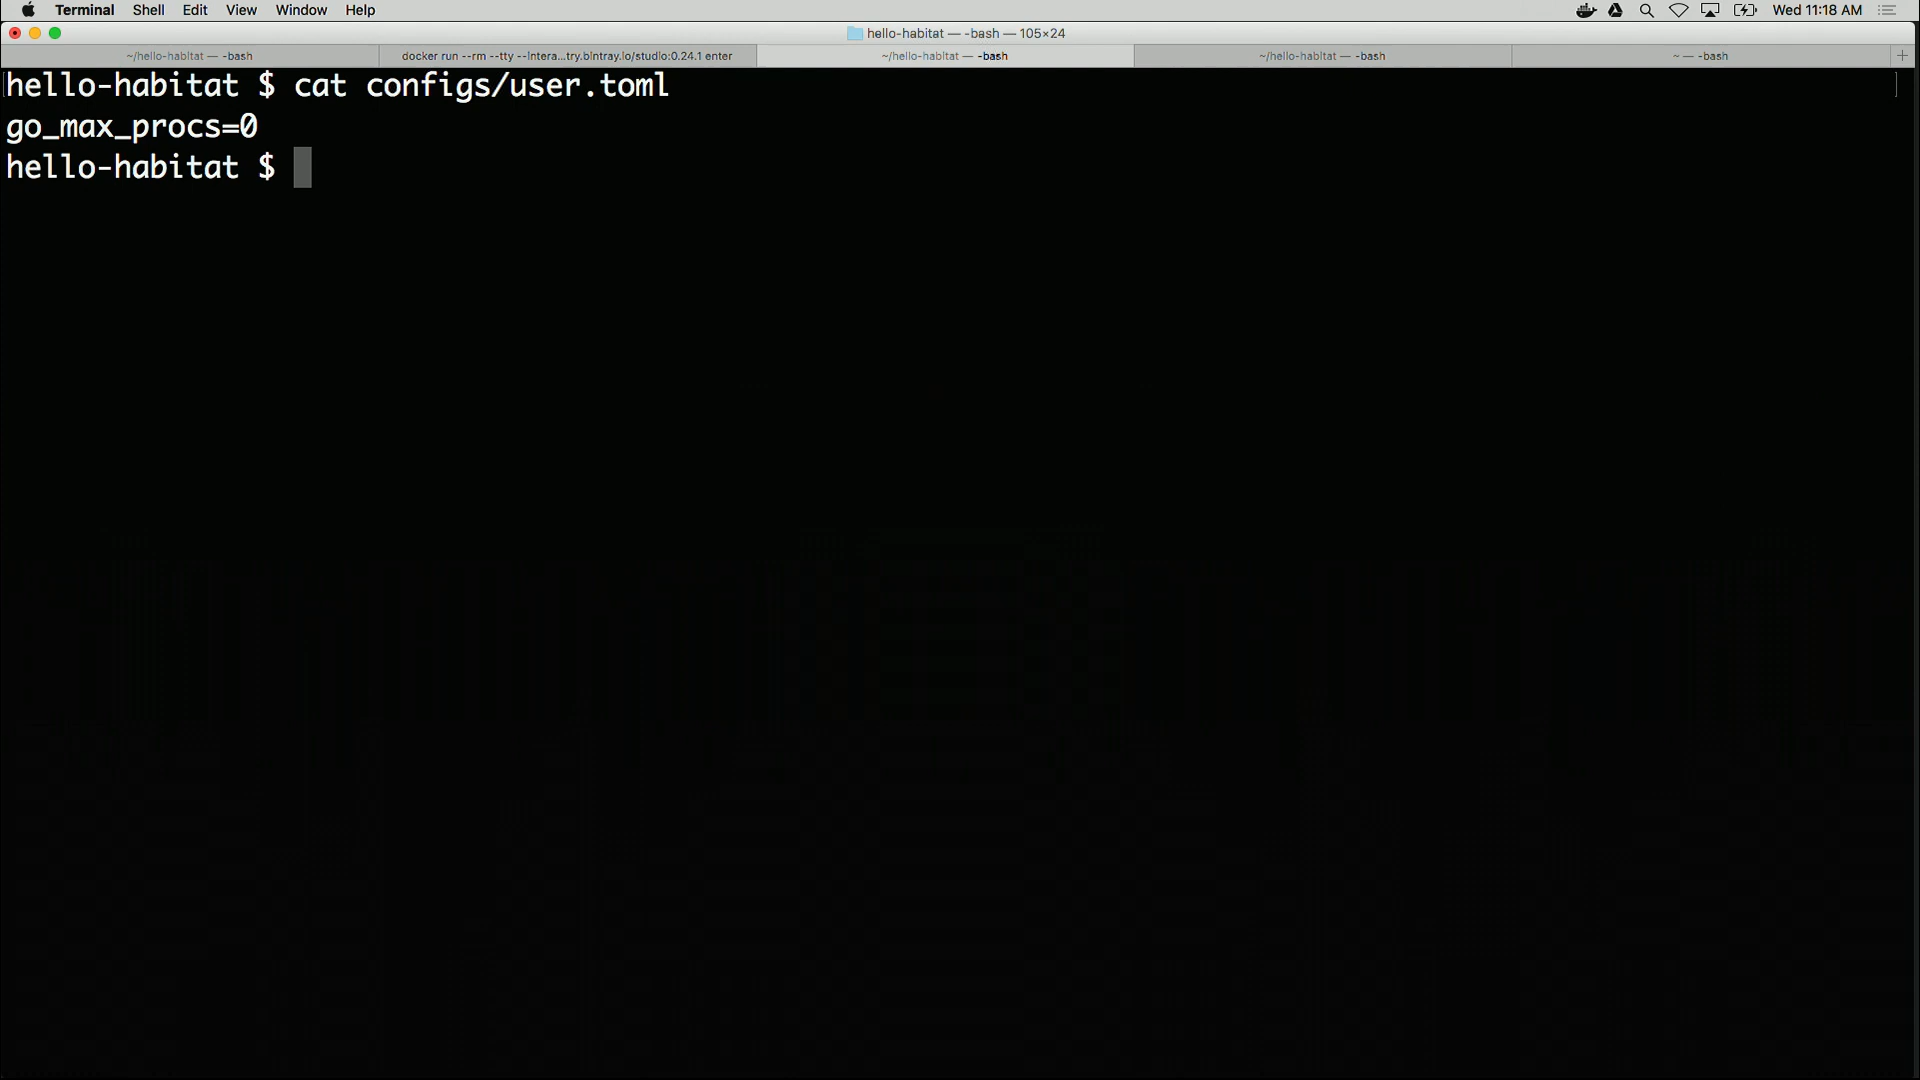 Terminal Shell Edit View Window Help Wed 11:18 AM
hello-habitat — -bash — 105×24
~/hello-habitat — -bash docker run --rm --tty --intera...try.bintray.io/studio:0.24.1 enter ~/hello-habitat — -bash ~/hello-habitat — -bash ~ — -bash
hello-habitat $ cat configs/user.toml
go_max_procs=0
hello-habitat $